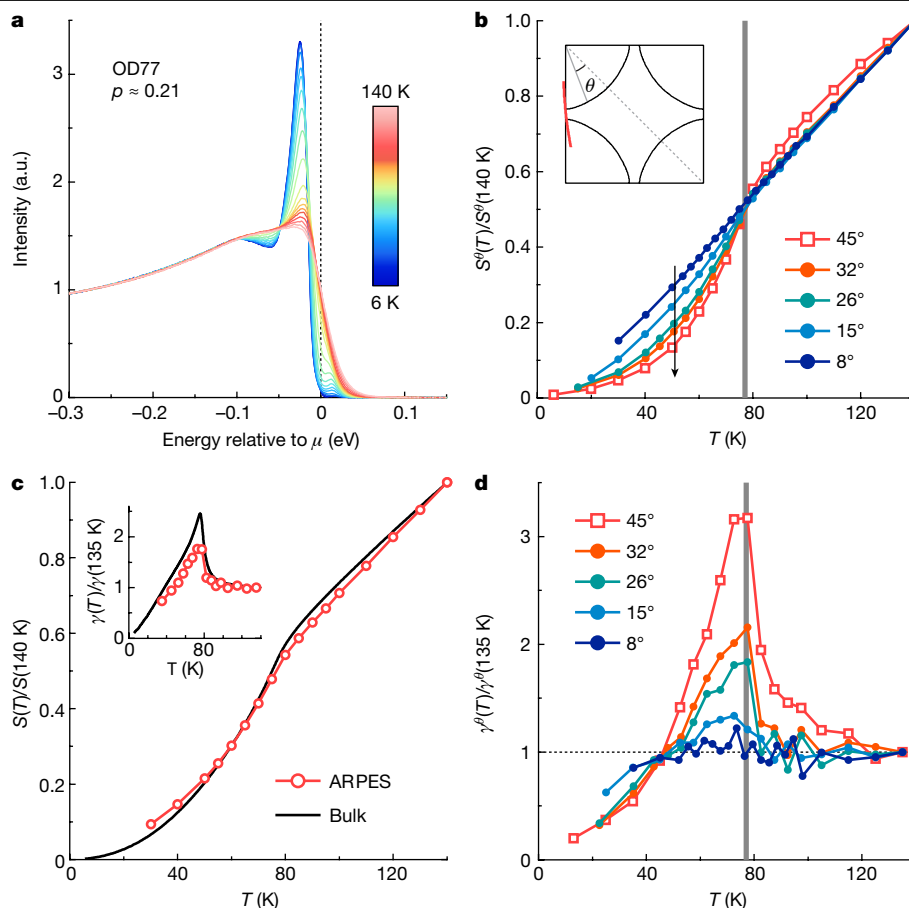 a
OD77
p ≈ 0.21
140 K
6 K
Intensity (a.u.)
3
2
1
0
−0.3
−0.2
−0.1
0
0.1
Energy relative to μ (eV)
b
θ
S^θ(T)/S^θ(140 K)
1.0
0.8
0.6
0.4
0.2
0
45°
32°
26°
15°
8°
0
40
80
120
T (K)
c
S(T)/S(140 K)
1.0
0.8
0.6
0.4
0.2
0
γ(T)/γ(135 K)
2
1
0
0
80
T (K)
ARPES
Bulk
0
40
80
120
T (K)
d
γ^θ(T)/γ^θ(135 K)
3
2
1
0
45°
32°
26°
15°
8°
0
40
80
120
T (K)